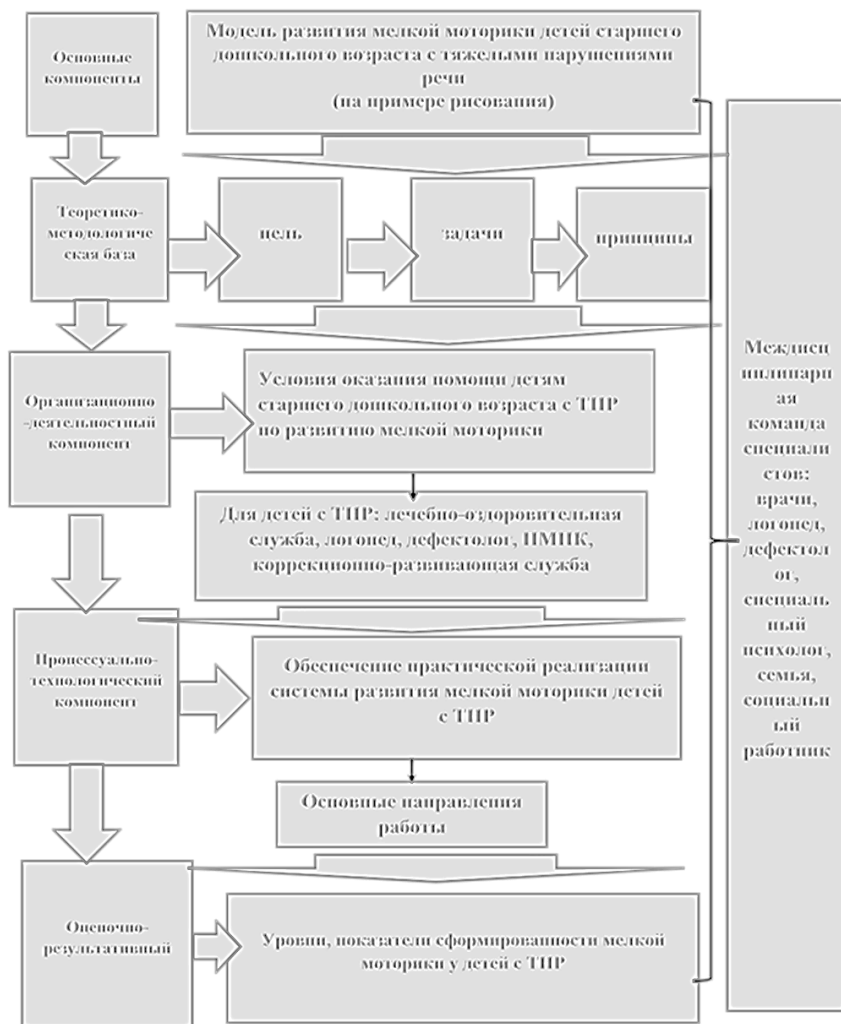 Основные
компоненты
Модель развития мелкой моторики детей старшего
дошкольного возраста с тяжелыми нарушениями
речи
(на примере рисования)
Теоретико-
методологиче
ская база
цель
задачи
принципы
Организационно
-деятельностный
компонент
Условия оказания помощи детям
старшего дошкольного возраста с ТНР
по развитию мелкой моторики
Для детей с ТНР: лечебно-оздоровительная
служба, логопед, дефектолог, ПМПК,
коррекционно-развивающая служба
Процессуально-
технологический
компонент
Обеспечение практической реализации
системы развития мелкой моторики детей
с ТНР
Основные направления
работы
Оценочно-
результативный
Уровни, показатели сформированности мелкой
моторики у детей с ТНР
Междисц
иплинарн
ая
команда
специали
стов:
врачи,
логопед,
дефектол
ог,
специаль
ный
психолог,
семья,
социальн
ый
работник